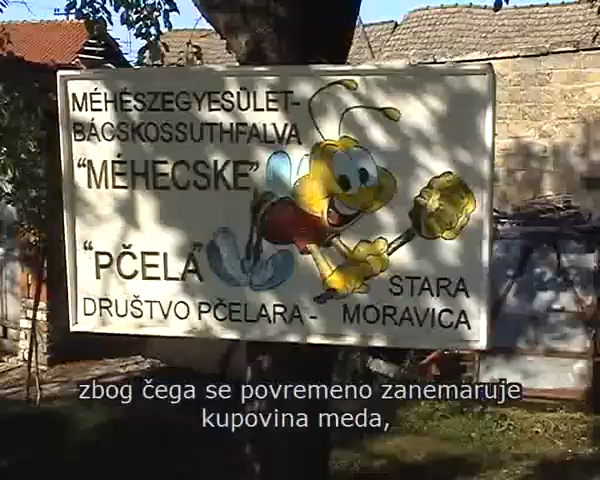 MÉHÉSZEGYESÜLET-
BÁCSKOSSUTHFALVA
"MÉHECSKE"
"PČELA"
DRUŠTVO PČELARA - STARA MORAVICA
zbog čega se povremeno zanemaruje
kupovina meda,